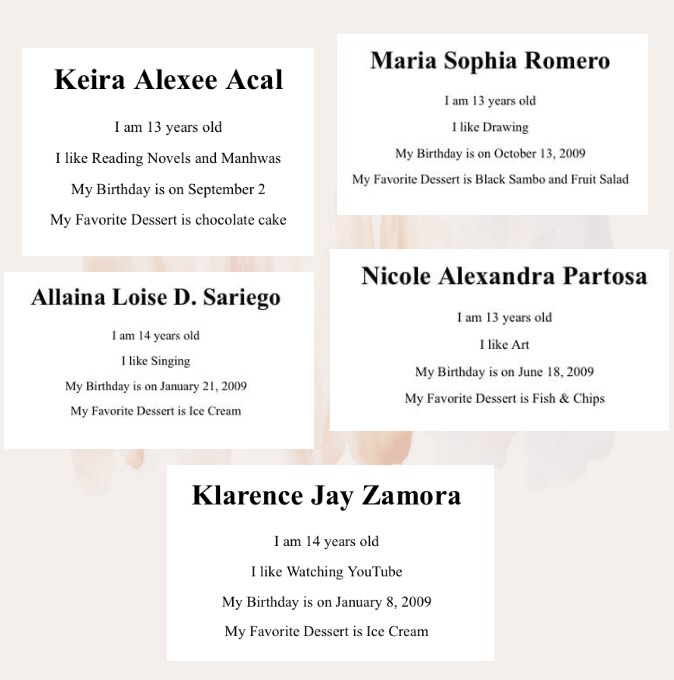 Keira Alexee Acal
I am 13 years old
I like Reading Novels and Manhwas
My Birthday is on September 2
My Favorite Dessert is chocolate cake
Maria Sophia Romero
I am 13 years old
I like Drawing
My Birthday is on October 13, 2009
My Favorite Dessert is Black Sambo and Fruit Salad
Allaina Loise D. Sariego
I am 14 years old
I like Singing
My Birthday is on January 21, 2009
My Favorite Dessert is Ice Cream
Nicole Alexandra Partosa
I am 13 years old
I like Art
My Birthday is on June 18, 2009
My Favorite Dessert is Fish & Chips
Klarence Jay Zamora
I am 14 years old
I like Watching YouTube
My Birthday is on January 8, 2009
My Favorite Dessert is Ice Cream